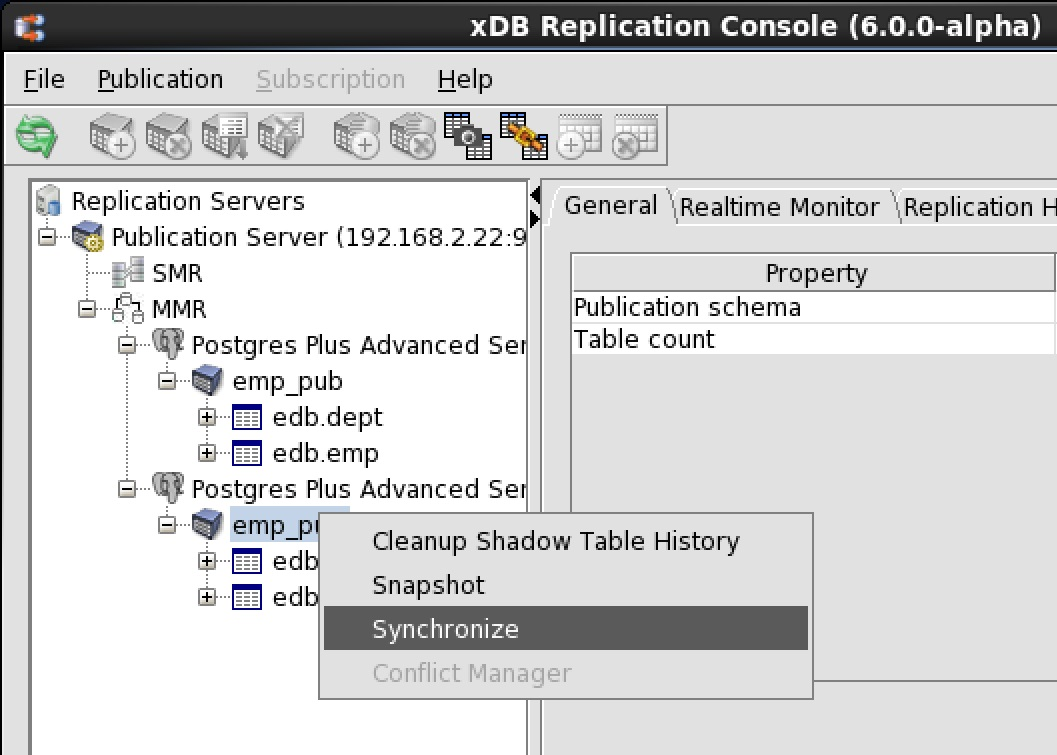 xDB Replication Console (6.0.0-alpha)
File Publication Subscription Help
Replication Servers
Publication Server (192.168.2.22:9
SMR
MMR
Postgres Plus Advanced Ser
emp_pub
edb.dept
edb.emp
Postgres Plus Advanced Ser
emp_pu
edb
edb
General Realtime Monitor Replication H
Property
Publication schema
Table count
Cleanup Shadow Table History
Snapshot
Synchronize
Conflict Manager